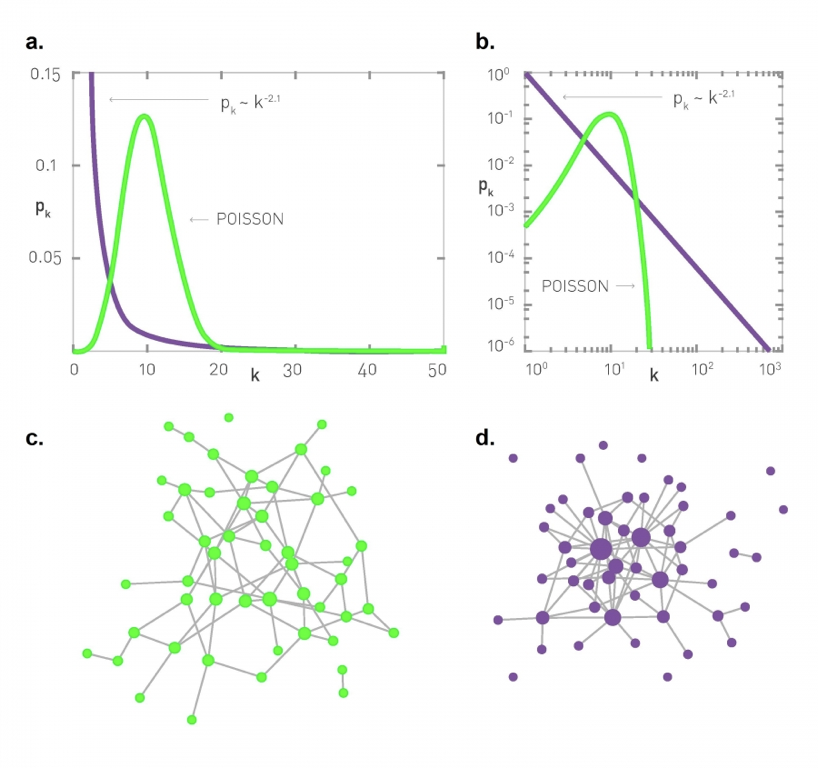 a.
0.15
0.1
0.05
pₖ
pₖ ~ k⁻²·¹
POISSON
0 10 20 30 40 50
k
b.
10⁰
10⁻¹
10⁻²
10⁻³
10⁻⁴
10⁻⁵
10⁻⁶
pₖ
pₖ ~ k⁻²·¹
POISSON
10⁰ 10¹ 10² 10³
k
c.
d.